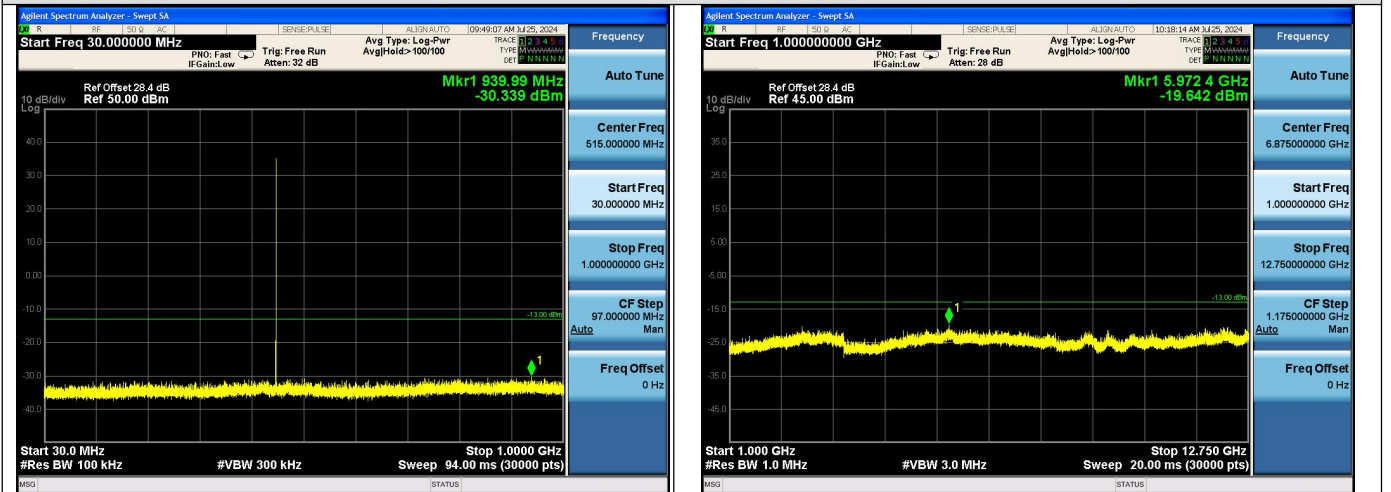 Agilent Spectrum Analyzer - Swept SA
R RF 50 Ω AC SENSE:PULSE ALIGN AUTO 09:49:07 AM Jul 25, 2024
Start Freq 30.000000 MHz
PNO: Fast
IFGain:Low
Trig: Free Run
Atten: 32 dB
Avg Type: Log-Pwr
Avg|Hold>100/100
TRACE 1 2 3 4 5 6
TYPE
DET P N N N N N
Mkr1 939.99 MHz
-30.339 dBm
Ref Offset 28.4 dB
10 dB/div Ref 50.00 dBm
Log
40.0
30.0
20.0
10.0
0.00
-10.0
-20.0
-30.0
-40.0
-13.00 dBm
1
Start 30.0 MHz Stop 1.0000 GHz
#Res BW 100 kHz #VBW 300 kHz Sweep 94.00 ms (30000 pts)
MSG STATUS
Frequency
Auto Tune
Center Freq
515.000000 MHz
Start Freq
30.000000 MHz
Stop Freq
1.000000000 GHz
CF Step
97.000000 MHz
Auto Man
Freq Offset
0 Hz
Agilent Spectrum Analyzer - Swept SA
R RF 50 Ω AC SENSE:PULSE ALIGN AUTO 10:18:14 AM Jul 25, 2024
Start Freq 1.000000000 GHz
PNO: Fast
IFGain:Low
Trig: Free Run
Atten: 28 dB
Avg Type: Log-Pwr
Avg|Hold>100/100
TRACE 1 2 3 4 5 6
TYPE
DET P N N N N N
Mkr1 5.972 4 GHz
-19.642 dBm
Ref Offset 28.4 dB
10 dB/div Ref 45.00 dBm
Log
35.0
25.0
15.0
5.00
-5.00
-15.0
-25.0
-35.0
-45.0
-13.00 dBm
1
Start 1.000 GHz Stop 12.750 GHz
#Res BW 1.0 MHz #VBW 3.0 MHz Sweep 20.00 ms (30000 pts)
MSG STATUS
Frequency
Auto Tune
Center Freq
6.875000000 GHz
Start Freq
1.000000000 GHz
Stop Freq
12.750000000 GHz
CF Step
1.175000000 GHz
Auto Man
Freq Offset
0 Hz